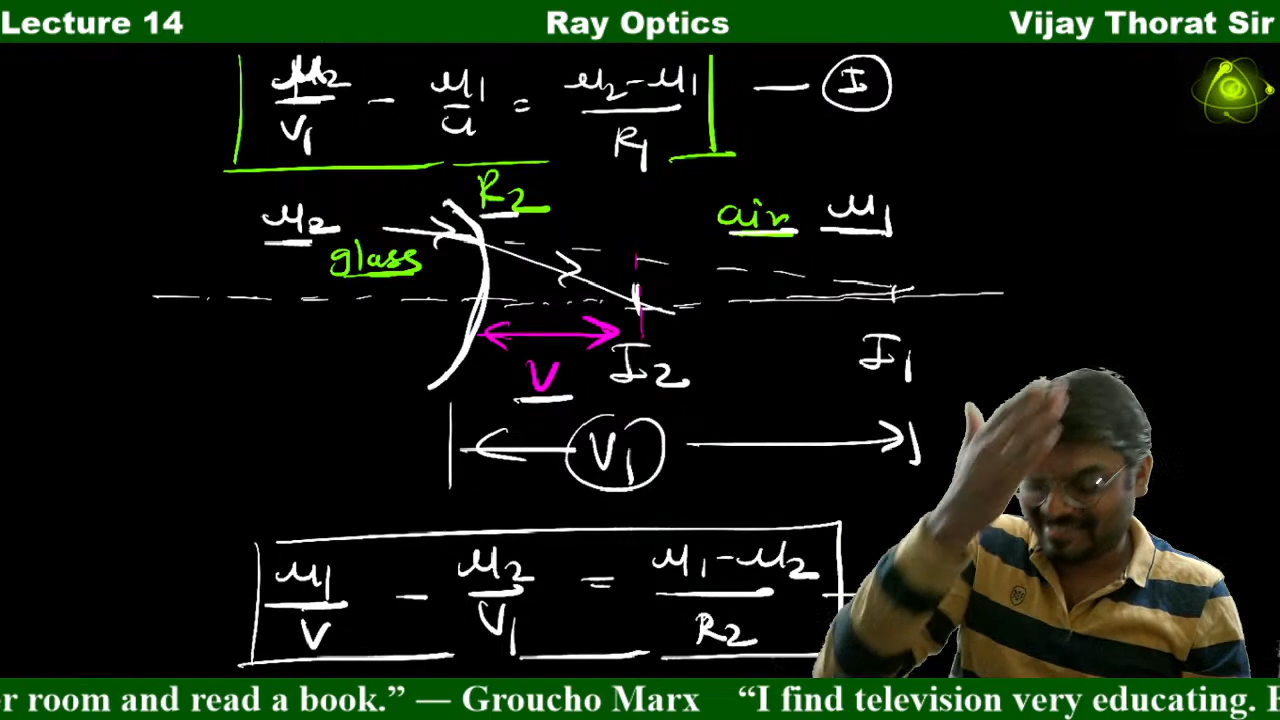 Lecture 14 Ray Optics Vijay Thorat Sir
μ2/V1 - μ1/u = μ2-μ1/R1 — I
R2
μ2 air μ1
glass
V I2 I1
V1
μ1/V - μ2/V1 = μ1-μ2/R2
er room and read a book.” — Groucho Marx “I find television very educating. E